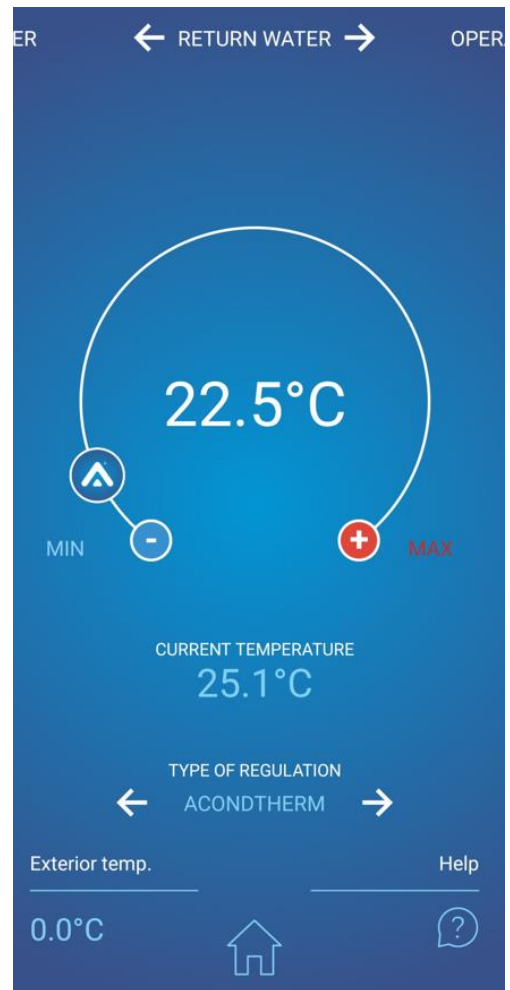 ER ← RETURN WATER → OPER
22.5°C
MIN - + MAX
CURRENT TEMPERATURE
25.1°C
TYPE OF REGULATION
← ACONDTHERM →
Exterior temp. Help
0.0°C ?